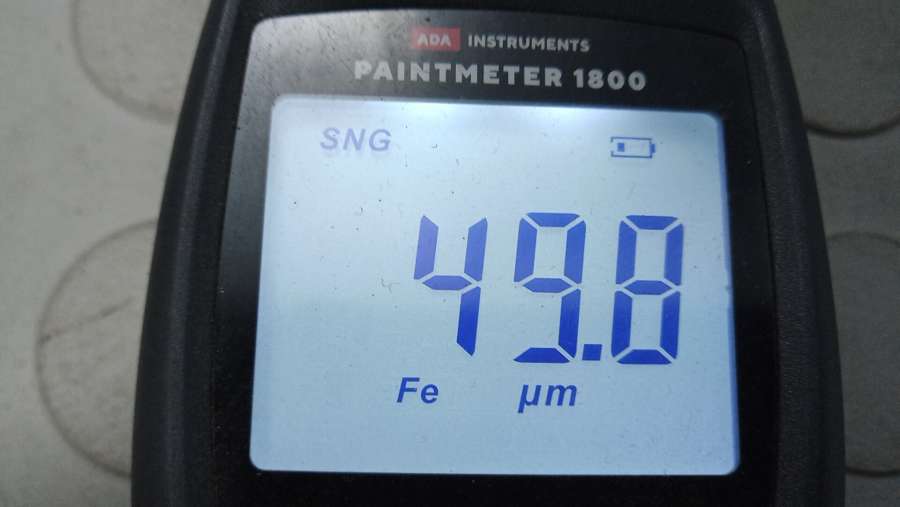 ADA INSTRUMENTS
PAINTMETER 1800
SNG
49.8
Fe μm